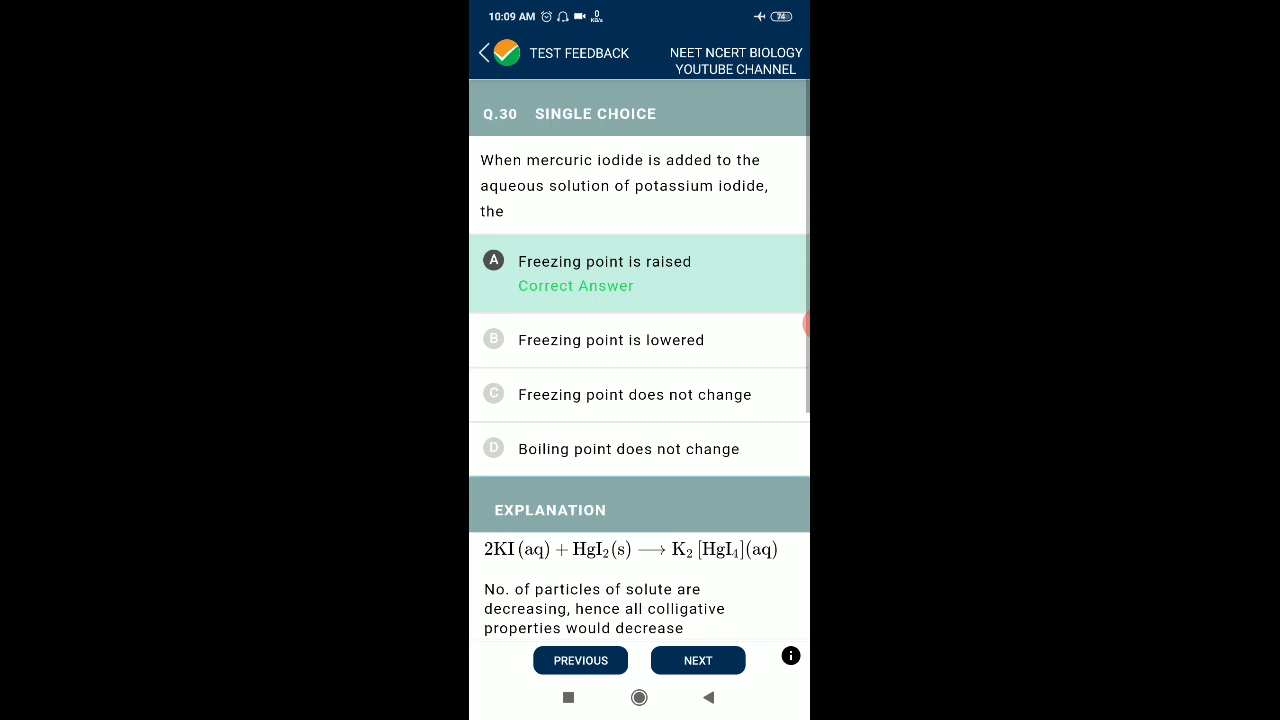 10:09 AM 0 KB/s 74
TEST FEEDBACK
NEET NCERT BIOLOGY
YOUTUBE CHANNEL
Q.30 SINGLE CHOICE
When mercuric iodide is added to the
aqueous solution of potassium iodide,
the
A Freezing point is raised
Correct Answer
B Freezing point is lowered
C Freezing point does not change
D Boiling point does not change
EXPLANATION
2KI (aq) + HgI₂(s) ⟶ K₂ [HgI₄](aq)
No. of particles of solute are
decreasing, hence all colligative
properties would decrease
PREVIOUS NEXT i